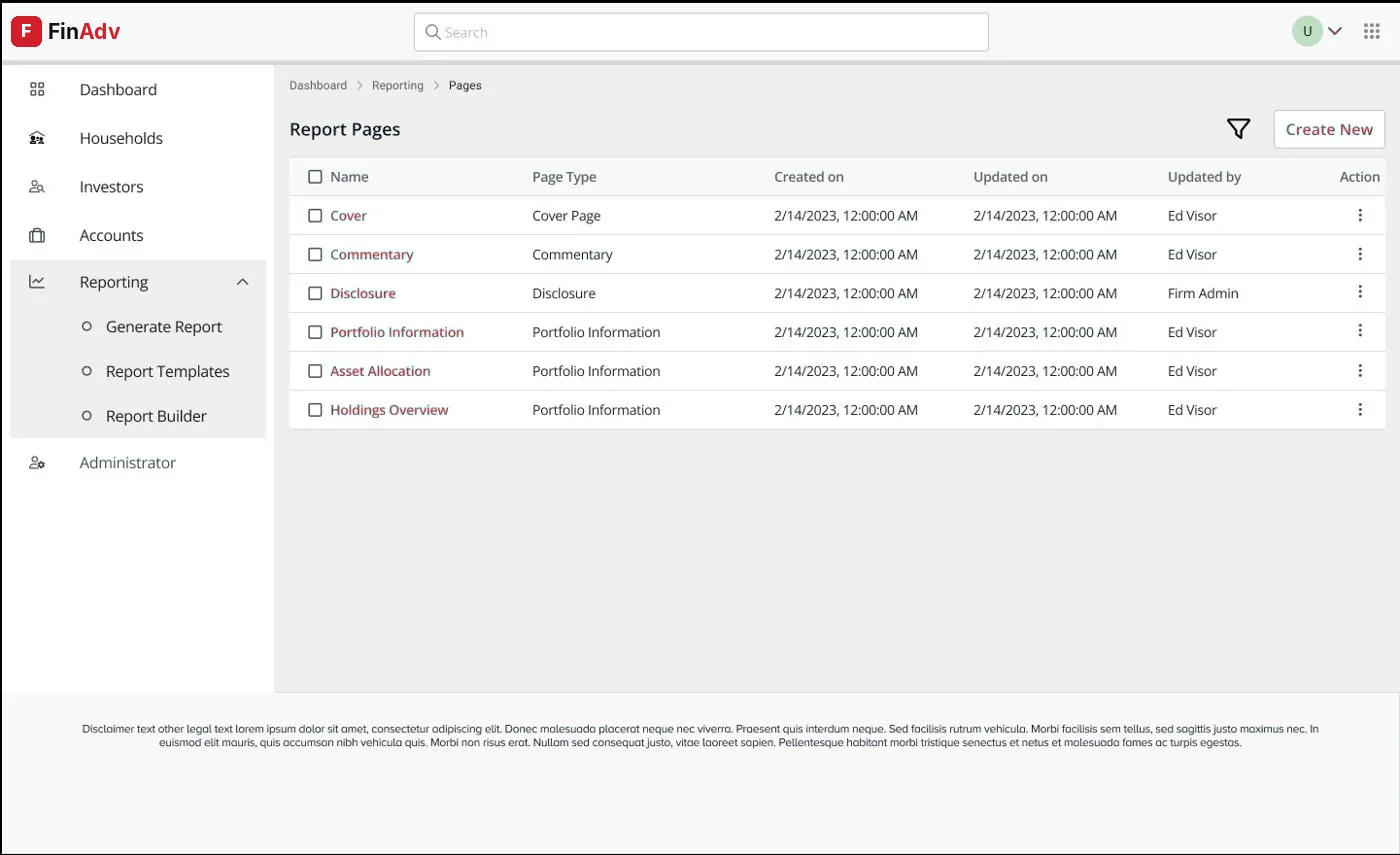 F FinAdv
Search
U
Dashboard
Households
Investors
Accounts
Reporting
Generate Report
Report Templates
Report Builder
Administrator
Dashboard > Reporting > Pages
Report Pages
Create New
Name Page Type Created on Updated on Updated by Action
Cover Cover Page 2/14/2023, 12:00:00 AM 2/14/2023, 12:00:00 AM Ed Visor
Commentary Commentary 2/14/2023, 12:00:00 AM 2/14/2023, 12:00:00 AM Ed Visor
Disclosure Disclosure 2/14/2023, 12:00:00 AM 2/14/2023, 12:00:00 AM Firm Admin
Portfolio Information Portfolio Information 2/14/2023, 12:00:00 AM 2/14/2023, 12:00:00 AM Ed Visor
Asset Allocation Portfolio Information 2/14/2023, 12:00:00 AM 2/14/2023, 12:00:00 AM Ed Visor
Holdings Overview Portfolio Information 2/14/2023, 12:00:00 AM 2/14/2023, 12:00:00 AM Ed Visor
Disclaimer text other legal text lorem ipsum dolor sit amet, consectetur adipiscing elit. Donec malesuada placerat neque nec viverra. Praesent quis interdum neque. Sed facilisis rutrum vehicula. Morbi facilisis sem tellus, sed sagittis justo maximus nec. In
euismod elit mauris, quis accumsan nibh vehicula quis. Morbi non risus erat. Nullam sed consequat justo, vitae laoreet sapien. Pellentesque habitant morbi tristique senectus et netus et malesuada fames ac turpis egestas.